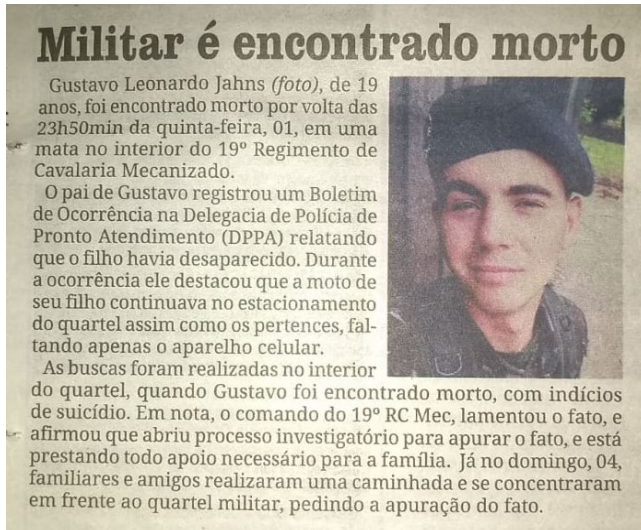 Militar é encontrado morto
Gustavo Leonardo Jahns (foto), de 19
anos, foi encontrado morto por volta das
23h50min da quinta-feira, 01, em uma
mata no interior do 19º Regimento de
Cavalaria Mecanizado.
O pai de Gustavo registrou um Boletim
de Ocorrência na Delegacia de Polícia de
Pronto Atendimento (DPPA) relatando
que o filho havia desaparecido. Durante
a ocorrência ele destacou que a moto de
seu filho continuava no estacionamento
do quartel assim como os pertences, fal-
tando apenas o aparelho celular.
As buscas foram realizadas no interior
do quartel, quando Gustavo foi encontrado morto, com indícios
de suicídio. Em nota, o comando do 19º RC Mec, lamentou o fato, e
afirmou que abriu processo investigatório para apurar o fato, e está
prestando todo apoio necessário para a família. Já no domingo, 04,
familiares e amigos realizaram uma caminhada e se concentraram
em frente ao quartel militar, pedindo a apuração do fato.